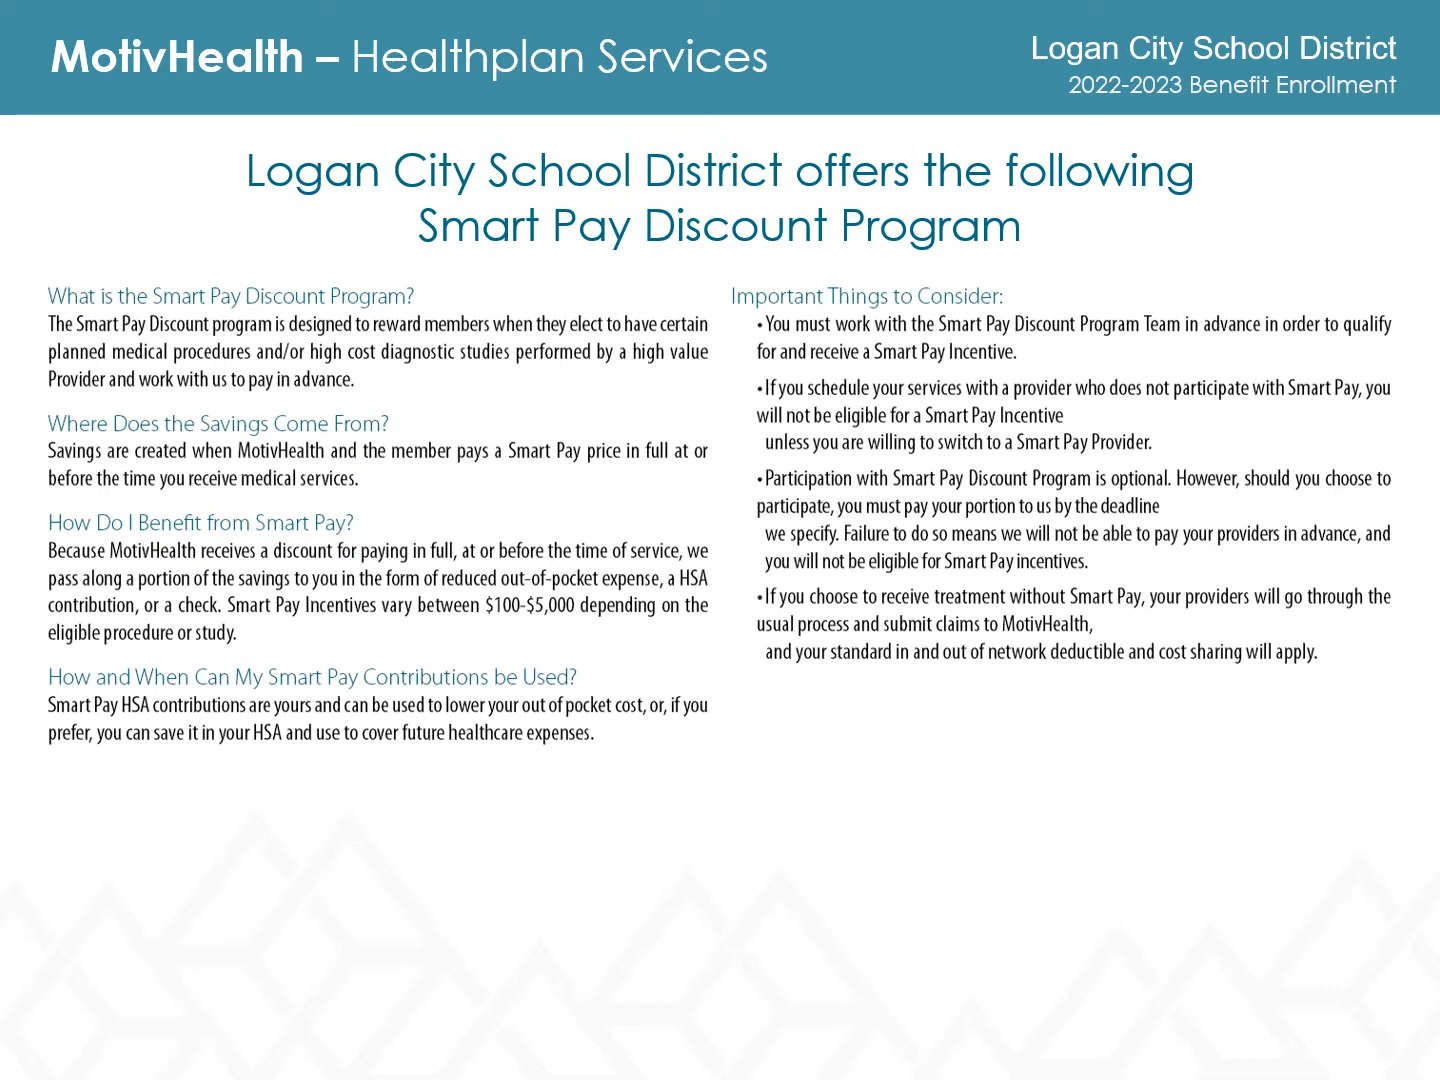 MotivHealth – Healthplan Services
Logan City School District
2022-2023 Benefit Enrollment
Logan City School District offers the following
Smart Pay Discount Program
What is the Smart Pay Discount Program?
The Smart Pay Discount program is designed to reward members when they elect to have certain
planned medical procedures and/or high cost diagnostic studies performed by a high value
Provider and work with us to pay in advance.
Where Does the Savings Come From?
Savings are created when MotivHealth and the member pays a Smart Pay price in full at or
before the time you receive medical services.
How Do I Benefit from Smart Pay?
Because MotivHealth receives a discount for paying in full, at or before the time of service, we
pass along a portion of the savings to you in the form of reduced out-of-pocket expense, a HSA
contribution, or a check. Smart Pay Incentives vary between $100-$5,000 depending on the
eligible procedure or study.
How and When Can My Smart Pay Contributions be Used?
Smart Pay HSA contributions are yours and can be used to lower your out of pocket cost, or, if you
prefer, you can save it in your HSA and use to cover future healthcare expenses.
Important Things to Consider:
• You must work with the Smart Pay Discount Program Team in advance in order to qualify
for and receive a Smart Pay Incentive.
• If you schedule your services with a provider who does not participate with Smart Pay, you
will not be eligible for a Smart Pay Incentive
unless you are willing to switch to a Smart Pay Provider.
• Participation with Smart Pay Discount Program is optional. However, should you choose to
participate, you must pay your portion to us by the deadline
we specify. Failure to do so means we will not be able to pay your providers in advance, and
you will not be eligible for Smart Pay incentives.
• If you choose to receive treatment without Smart Pay, your providers will go through the
usual process and submit claims to MotivHealth,
and your standard in and out of network deductible and cost sharing will apply.